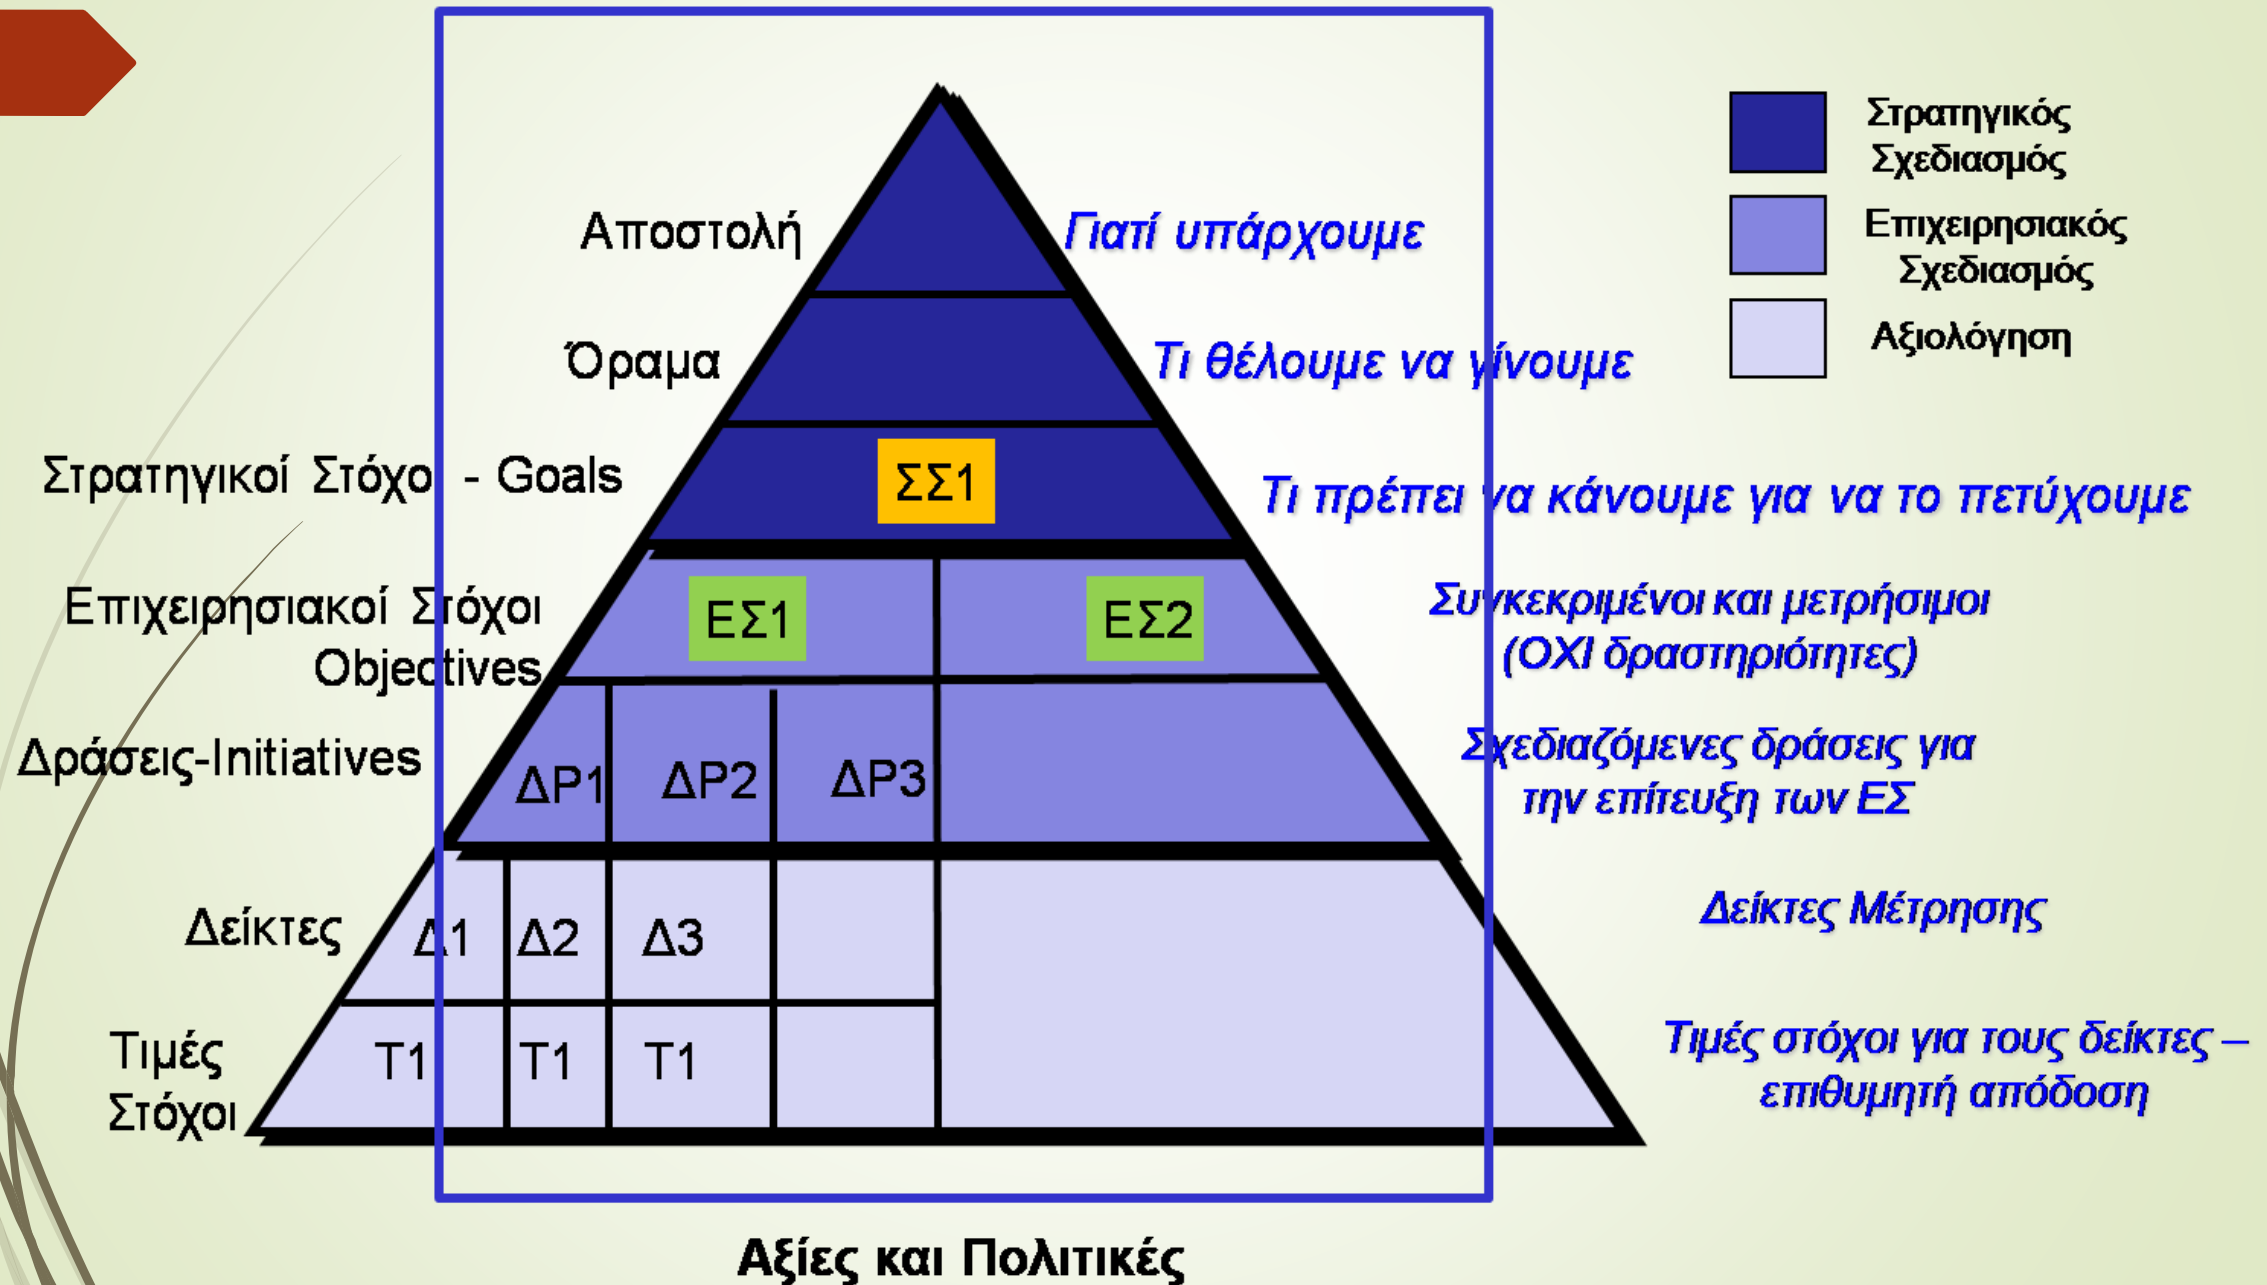 Στρατηγικός
Σχεδιασμός
Επιχειρησιακός
Σχεδιασμός
Αξιολόγηση
Αποστολή
Γιατί υπάρχουμε
Όραμα
Τι θέλουμε να γίνουμε
Στρατηγικοί Στόχοι - Goals
ΣΣ1
Τι πρέπει να κάνουμε για να το πετύχουμε
Επιχειρησιακοί Στόχοι
Objectives
ΕΣ1
ΕΣ2
Συγκεκριμένοι και μετρήσιμοι
(ΟΧΙ δραστηριότητες)
Δράσεις-Initiatives
ΔΡ1
ΔΡ2
ΔΡ3
Σχεδιαζόμενες δράσεις για
την επίτευξη των ΕΣ
Δείκτες
Δ1
Δ2
Δ3
Δείκτες Μέτρησης
Τιμές
Στόχοι
Τ1
Τ1
Τ1
Τιμές στόχοι για τους δείκτες –
επιθυμητή απόδοση
Αξίες και Πολιτικές